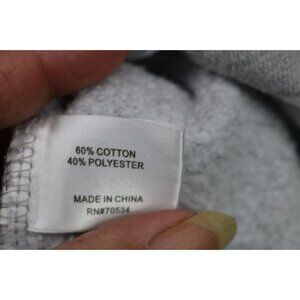 60% COTTON
40% POLYESTER
MADE IN CHINA
RN#70534